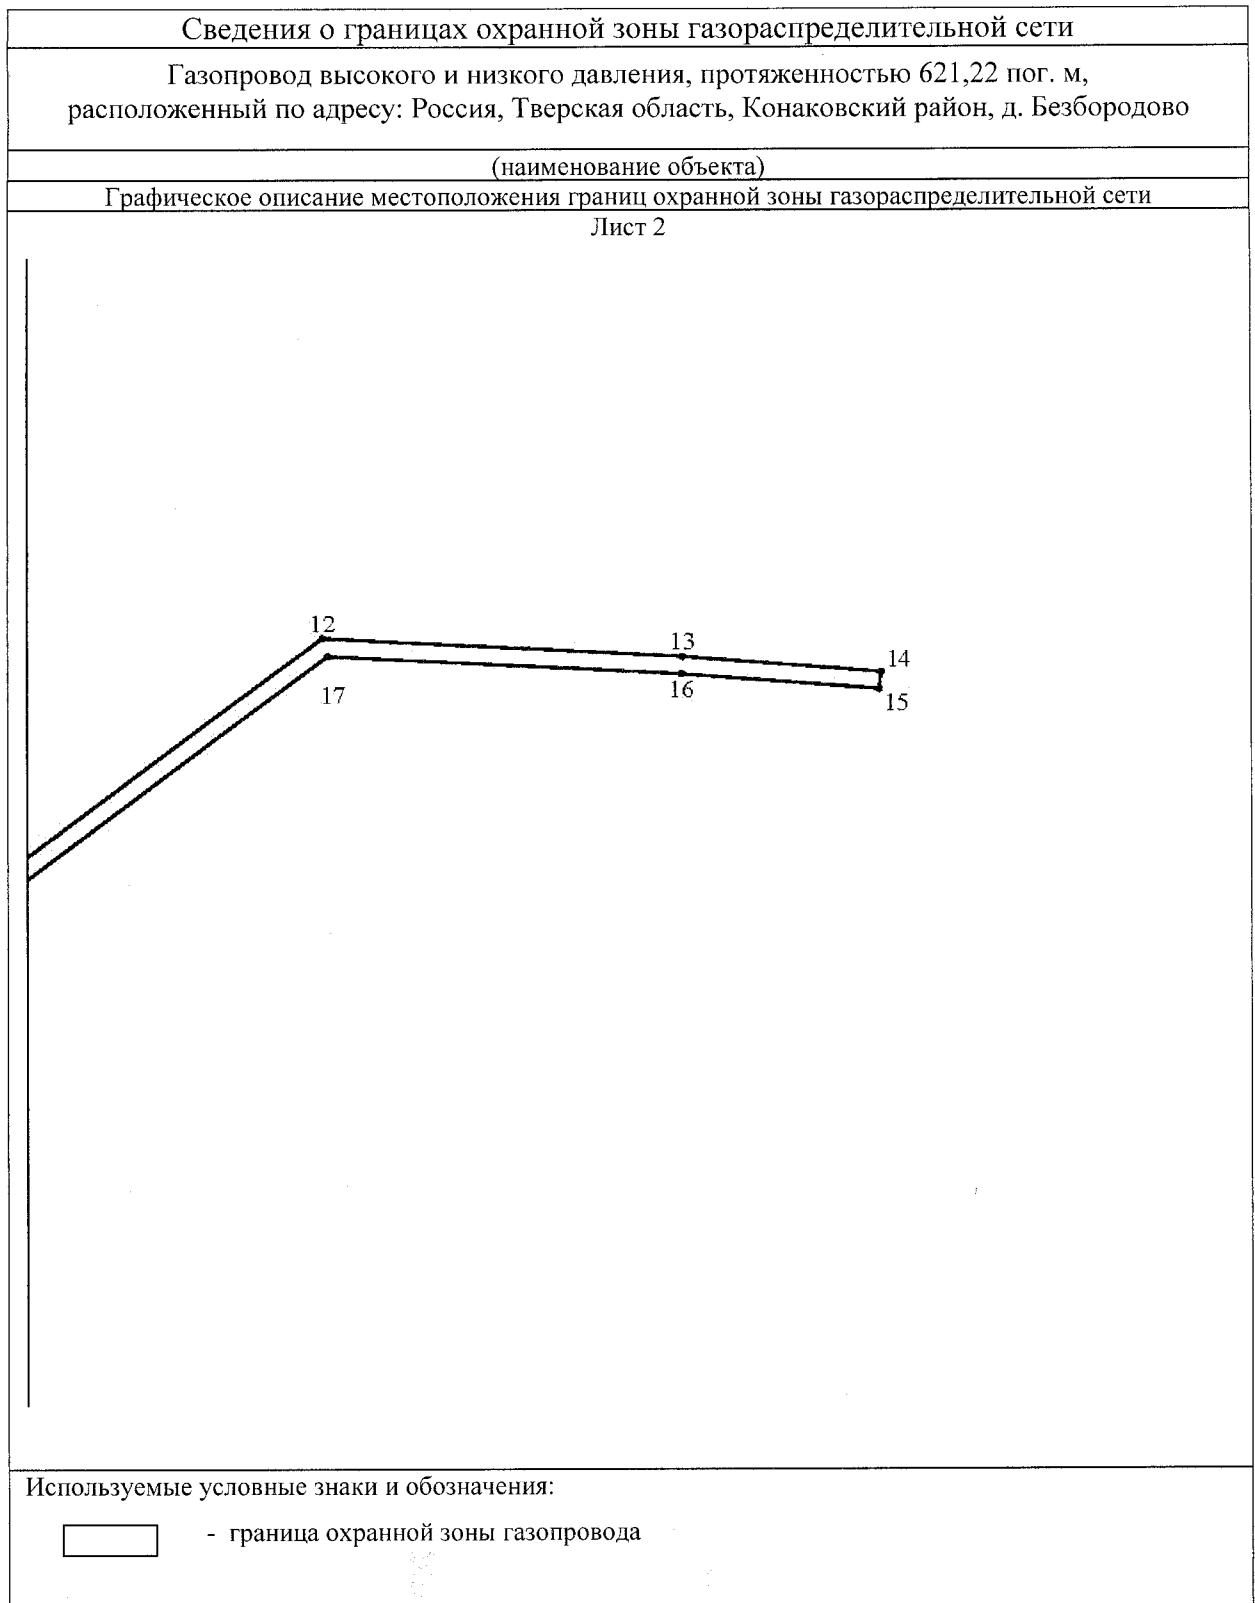 Сведения о границах охранной зоны газораспределительной сети
Газопровод высокого и низкого давления, протяженностью 621,22 пог. м,
расположенный по адресу: Россия, Тверская область, Конаковский район, д. Безбородово
(наименование объекта)
Графическое описание местоположения границ охранной зоны газораспределительной сети
Лист 2
12
13
14
17
16
15
Используемые условные знаки и обозначения:
- граница охранной зоны газопровода